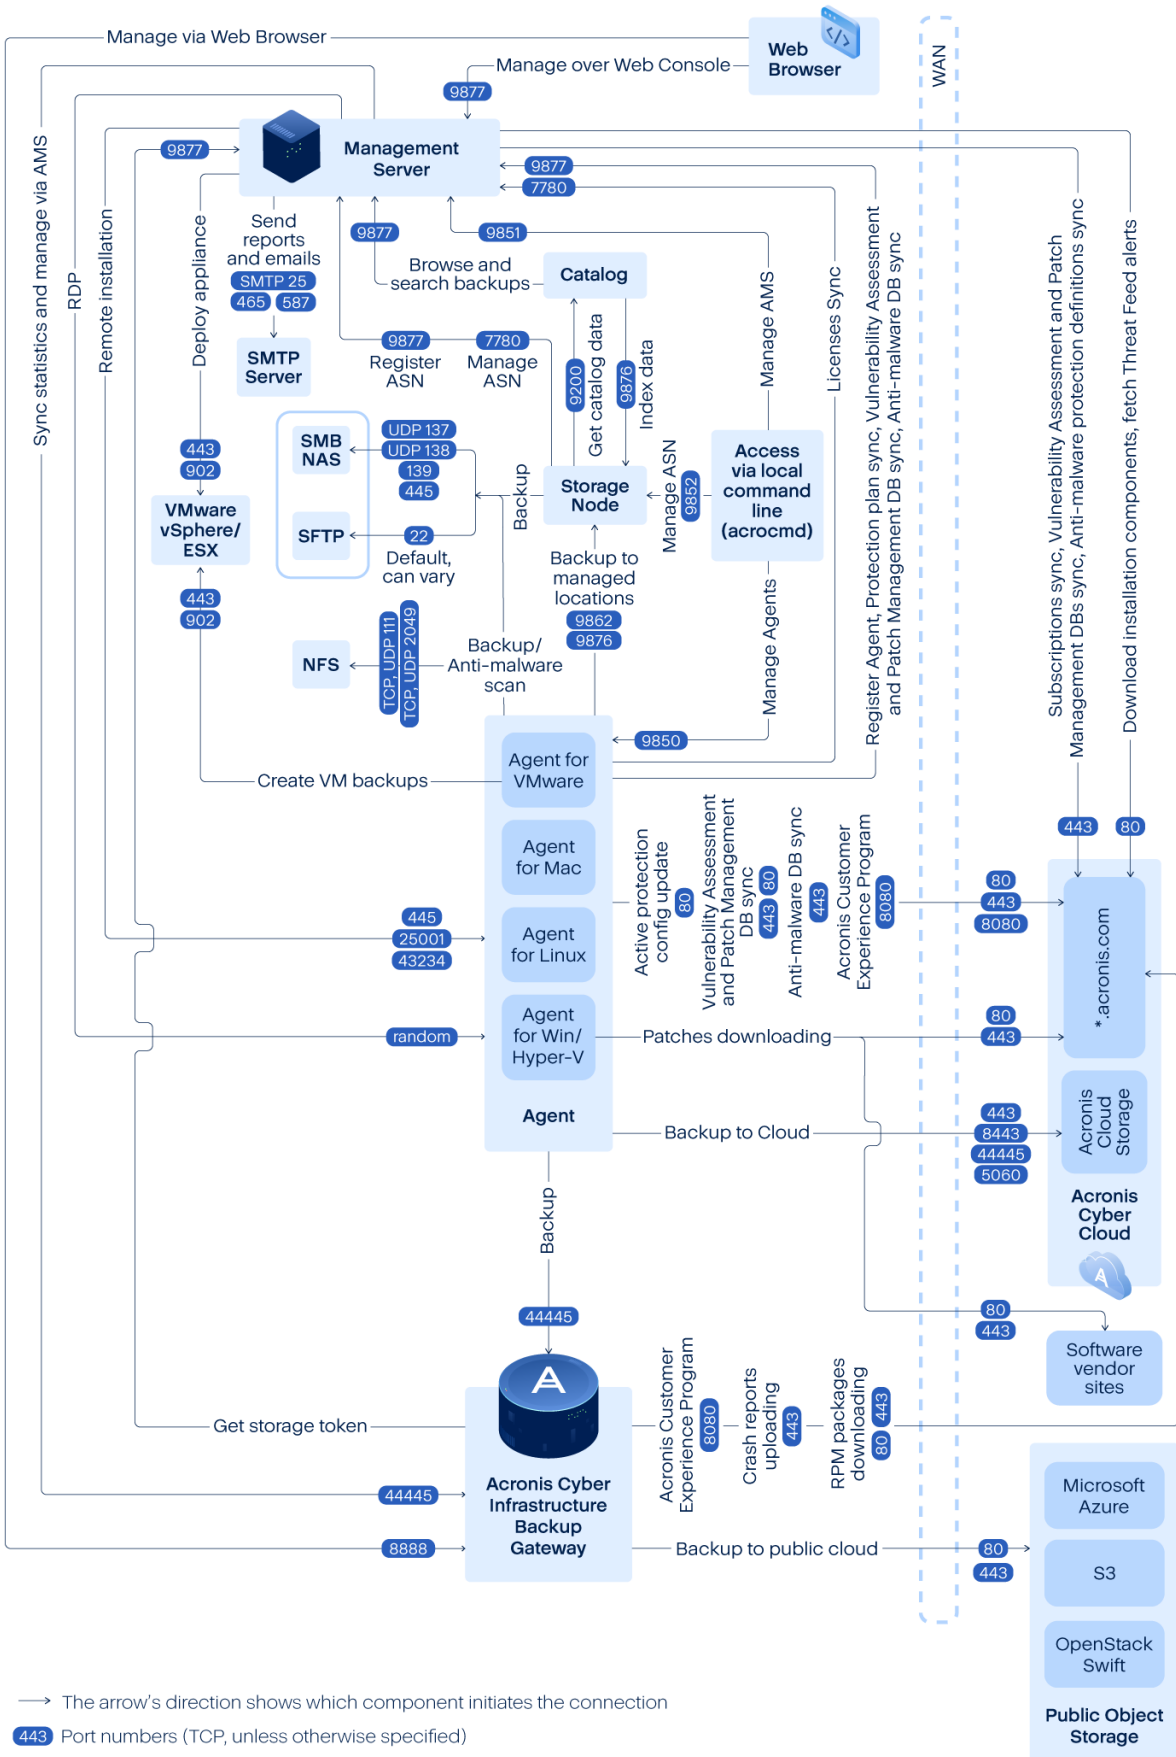 Manage via Web Browser
Web
Browser
WAN
Manage over Web Console
9877
Management
Server
9877
9877
7780
Sync statistics and manage via AMS
RDP
Remote installation
Deploy appliance
Send
reports
and emails
SMTP 25
465
587
SMTP
Server
9877
9851
Browse and
search backups
Catalog
9877
Register
ASN
7780
Manage
ASN
9200
Get catalog data
9876
Index data
Manage AMS
Licenses Sync
Register Agent, Protection plan sync, Vulnerability Assessment
and Patch Management DB sync, Anti-malware DB sync
Subscriptions sync, Vulnerability Assessment and Patch
Management DBs sync, Anti-malware protection definitions sync
Download installation components, fetch Threat Feed alerts
443
902
VMware
vSphere/
ESX
443
902
SMB
NAS
SFTP
UDP 137
UDP 138
139
445
22
Default,
can vary
Backup
Storage
Node
Manage ASN
9852
Access
via local
command
line
(acrocmd)
Backup to
managed
locations
9862
9876
NFS
TCP, UDP 111
TCP, UDP 2049
Backup/
Anti-malware
scan
Manage Agents
9850
Create VM backups
Agent for
VMware
Agent
for Mac
Agent
for Linux
Agent
for Win/
Hyper-V
Agent
445
25001
43234
random
Active protection
config update
80
Vulnerability Assessment
and Patch Management
DB sync
443
80
Anti-malware DB sync
443
Acronis Customer
Experience Program
8080
443
80
80
443
8080
*.acronis.com
Patches downloading
80
443
Backup to Cloud
443
8443
44445
5060
Acronis
Cloud
Storage
Acronis
Cyber
Cloud
Backup
44445
80
443
Software
vendor
sites
Get storage token
Acronis Customer
Experience Program
8080
Crash reports
uploading
443
RPM packages
downloading
80
443
Acronis Cyber
Infrastructure
Backup
Gateway
44445
8888
Backup to public cloud
80
443
Microsoft
Azure
S3
OpenStack
Swift
Public Object
Storage
The arrow's direction shows which component initiates the connection
443
Port numbers (TCP, unless otherwise specified)